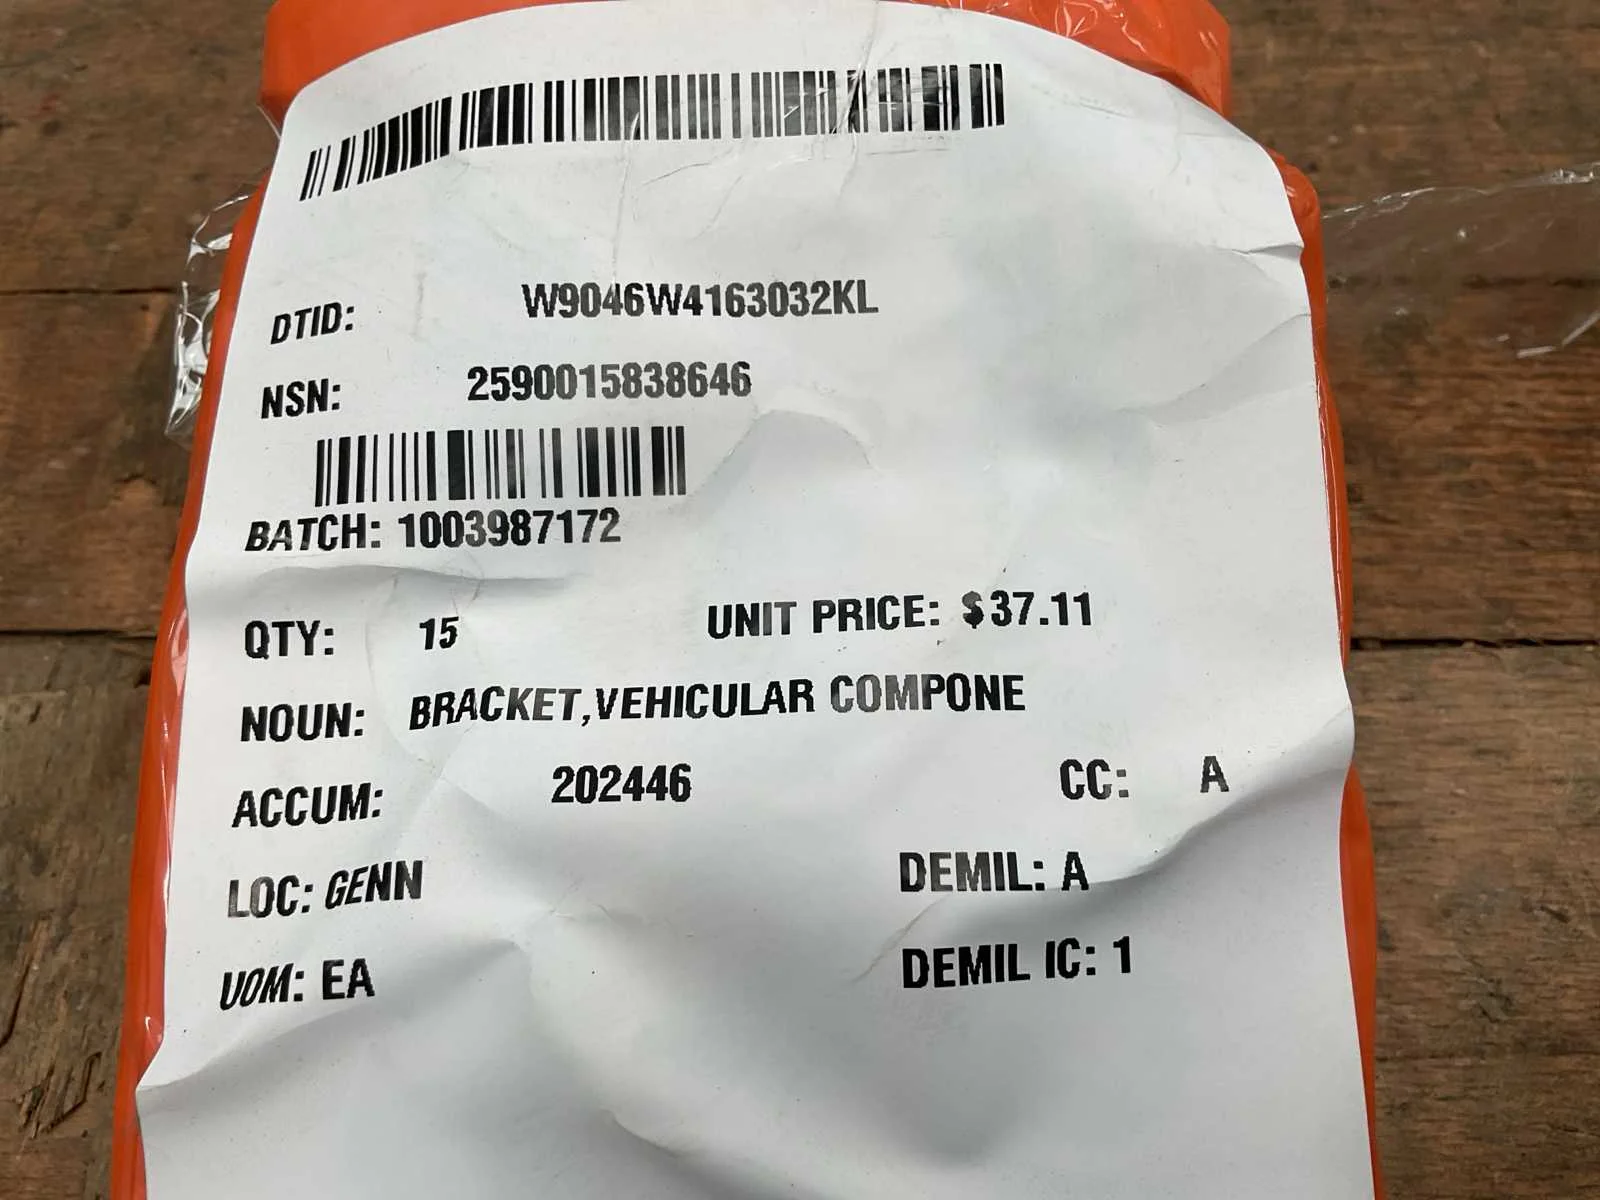 DTID: W9046W4163032KL
NSN: 2590015838646
BATCH: 1003987172
QTY: 15 UNIT PRICE: $37.11
NOUN: BRACKET,VEHICULAR COMPONE
ACCUM: 202446 CC: A
LOC: GENN DEMIL: A
UOM: EA DEMIL IC: 1